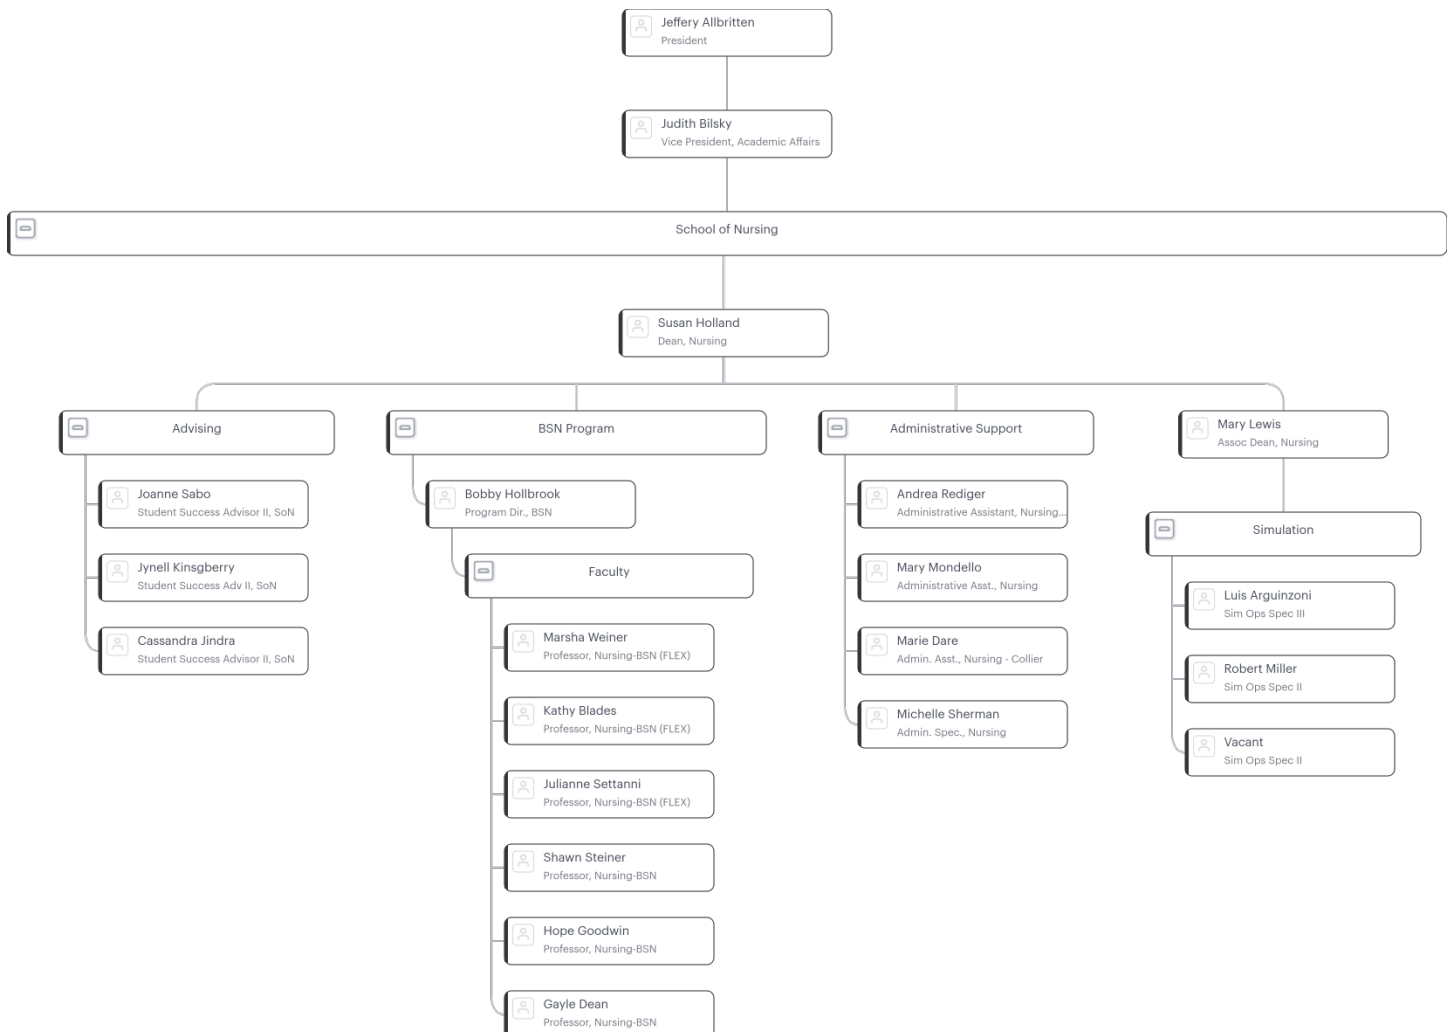 Jeffery Allbritten
President
Judith Bilsky
Vice President, Academic Affairs
School of Nursing
Susan Holland
Dean, Nursing
Advising
Joanne Sabo
Student Success Advisor II, SoN
Jynell Kinsgberry
Student Success Adv II, SoN
Cassandra Jindra
Student Success Advisor II, SoN
BSN Program
Bobby Hollbrook
Program Dir., BSN
Faculty
Marsha Weiner
Professor, Nursing-BSN (FLEX)
Kathy Blades
Professor, Nursing-BSN (FLEX)
Julianne Settanni
Professor, Nursing-BSN (FLEX)
Shawn Steiner
Professor, Nursing-BSN
Hope Goodwin
Professor, Nursing-BSN
Gayle Dean
Professor, Nursing-BSN
Administrative Support
Andrea Rediger
Administrative Assistant, Nursing...
Mary Mondello
Administrative Asst., Nursing
Marie Dare
Admin. Asst., Nursing - Collier
Michelle Sherman
Admin. Spec., Nursing
Mary Lewis
Assoc Dean, Nursing
Simulation
Luis Arguinzoni
Sim Ops Spec III
Robert Miller
Sim Ops Spec II
Vacant
Sim Ops Spec II